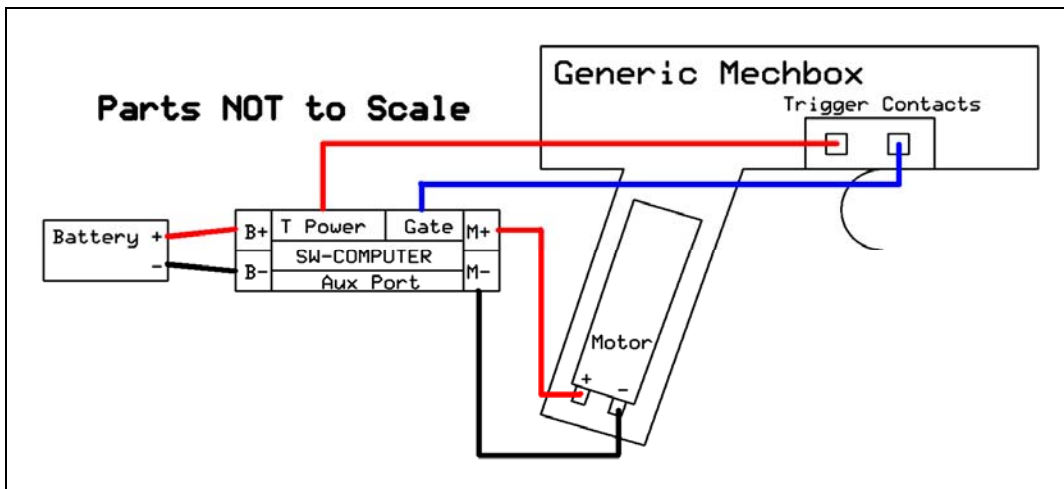 Generic Mechbox
Parts NOT to Scale
Trigger Contacts
Battery +
-
B+
T Power
Gate
M+
SW-COMPUTER
B-
Aux Port
M-
Motor
+
-